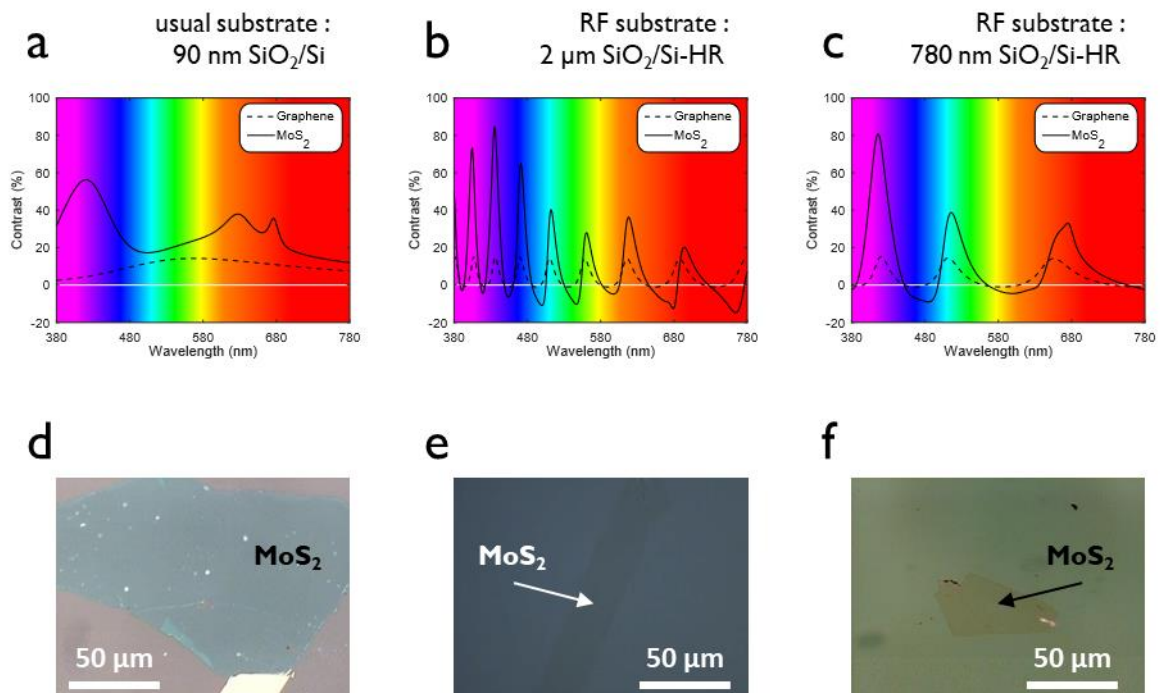 a
usual substrate :
90 nm SiO₂/Si
b
RF substrate :
2 µm SiO₂/Si-HR
c
RF substrate :
780 nm SiO₂/Si-HR
100
80
60
40
20
0
-20
Contrast (%)
Graphene
MoS₂
380
480
580
680
780
Wavelength (nm)
100
80
60
40
20
0
-20
Contrast (%)
Graphene
MoS₂
380
480
580
680
780
Wavelength (nm)
100
80
60
40
20
0
-20
Contrast (%)
Graphene
MoS₂
380
480
580
680
780
Wavelength (nm)
d
MoS₂
50 µm
e
MoS₂
50 µm
f
MoS₂
50 µm